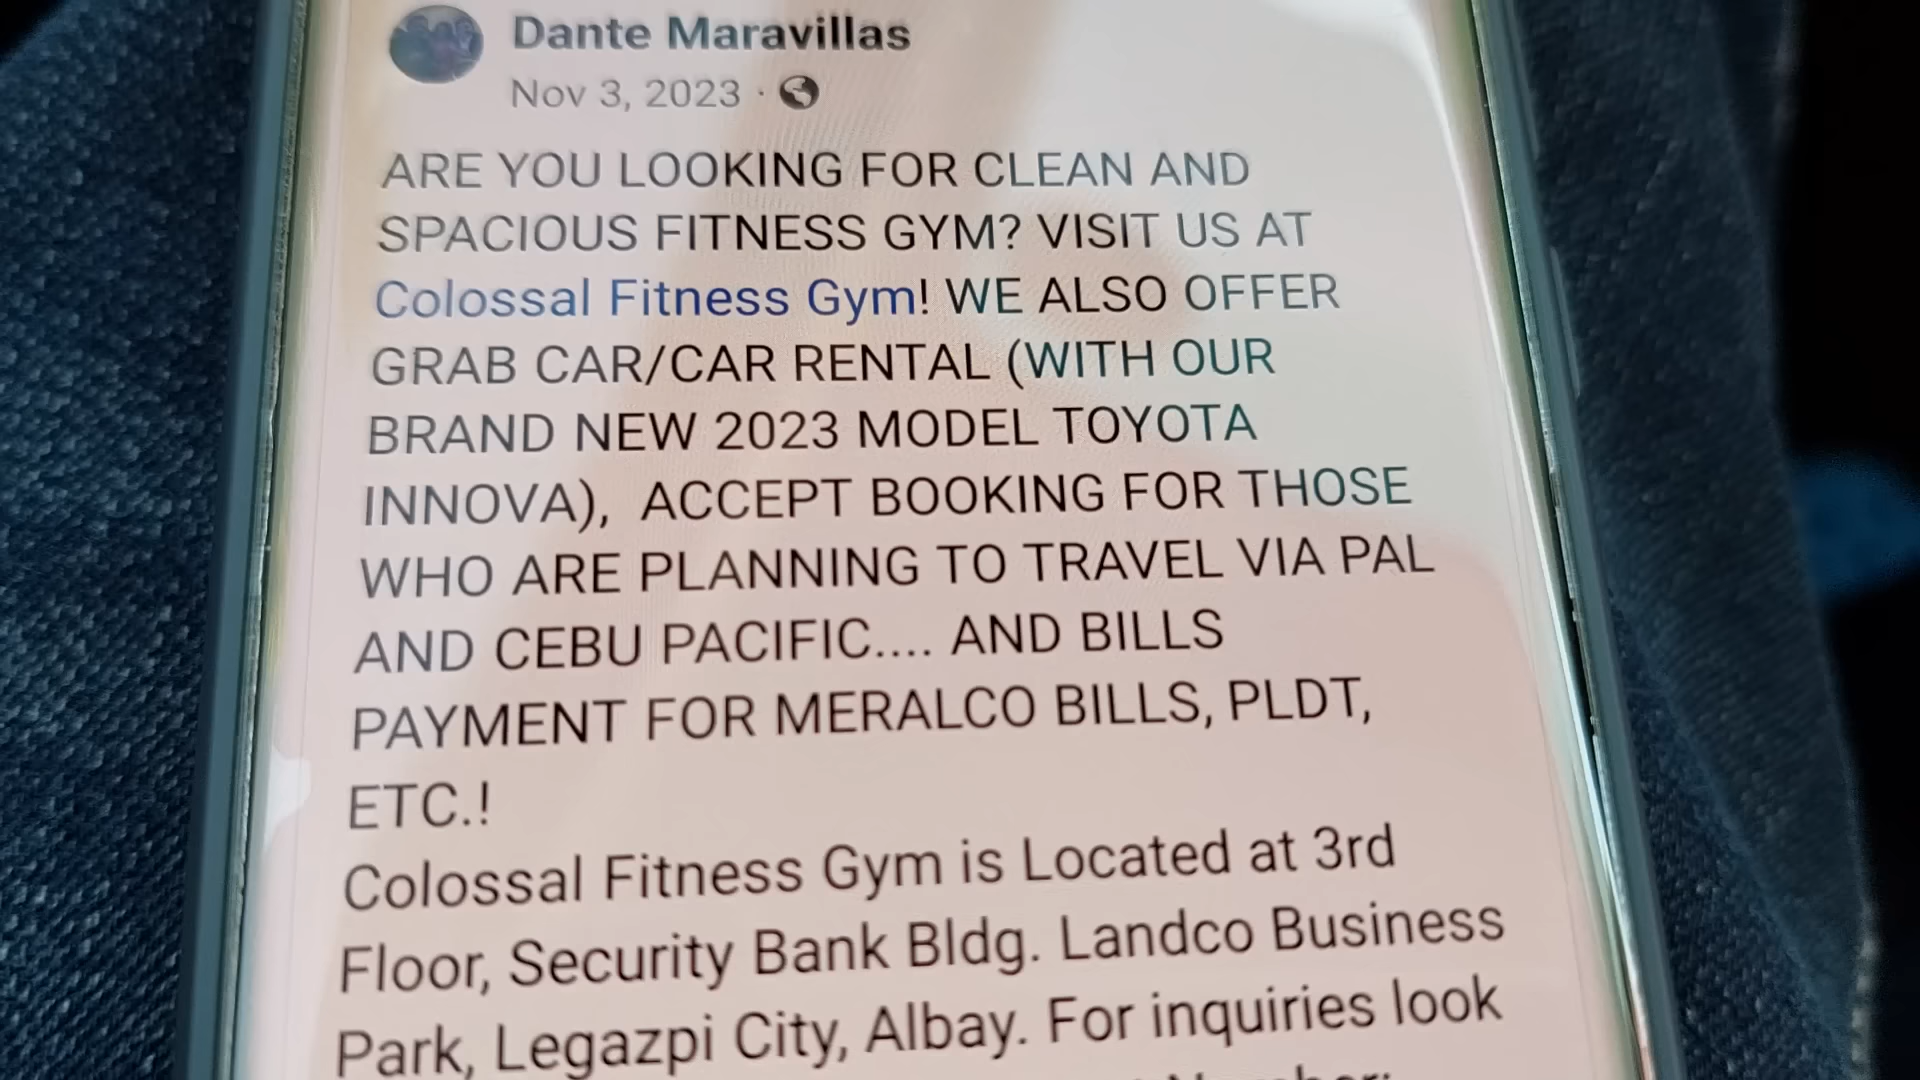 Dante Maravillas
Nov 3, 2023 ·
ARE YOU LOOKING FOR CLEAN AND
SPACIOUS FITNESS GYM? VISIT US AT
Colossal Fitness Gym! WE ALSO OFFER
GRAB CAR/CAR RENTAL (WITH OUR
BRAND NEW 2023 MODEL TOYOTA
INNOVA),  ACCEPT BOOKING FOR THOSE
WHO ARE PLANNING TO TRAVEL VIA PAL
AND CEBU PACIFIC.... AND BILLS
PAYMENT FOR MERALCO BILLS, PLDT,
ETC.!
Colossal Fitness Gym is Located at 3rd
Floor, Security Bank Bldg. Landco Business
Park, Legazpi City, Albay. For inquiries look
Number: